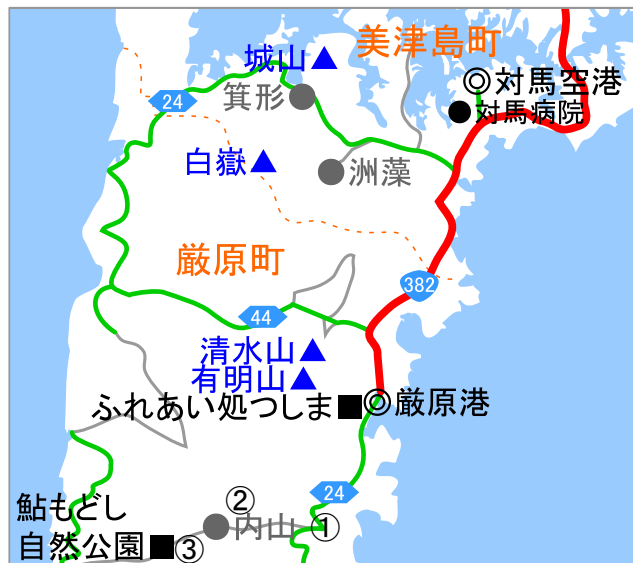 美津島町
城山
◎対馬空港
箕形
24
対馬病院
白嶽
洲藻
厳原町
382
44
清水山
有明山
ふれあい処つしま
◎厳原港
24
②
鮎もどし
内山
①
自然公園
③